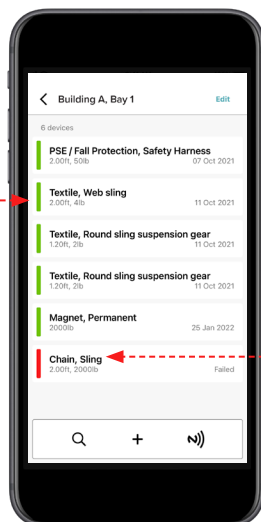 Building A, Bay 1 Edit
6 devices
PSE / Fall Protection, Safety Harness
2.00ft, 50lb 07 Oct 2021
Textile, Web sling
2.00ft, 4lb 11 Oct 2021
Textile, Round sling suspension gear
1.20ft, 2lb 11 Oct 2021
Textile, Round sling suspension gear
1.20ft, 2lb 11 Oct 2021
Magnet, Permanent
2000lb 25 Jan 2022
Chain, Sling
2.00ft, 2000lb Failed